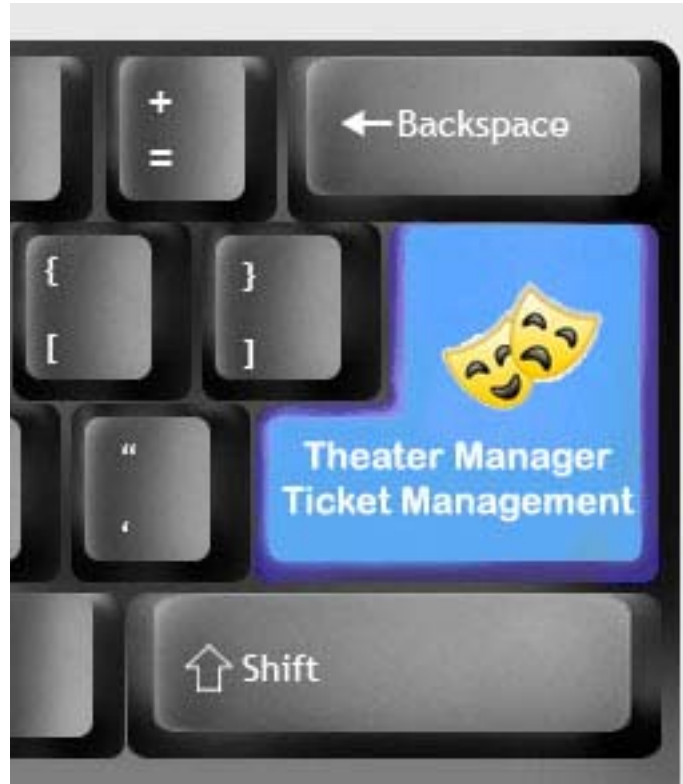 +
=
←Backspace
{
[
}
]
“
‘
Theater Manager
Ticket Management
⇧ Shift